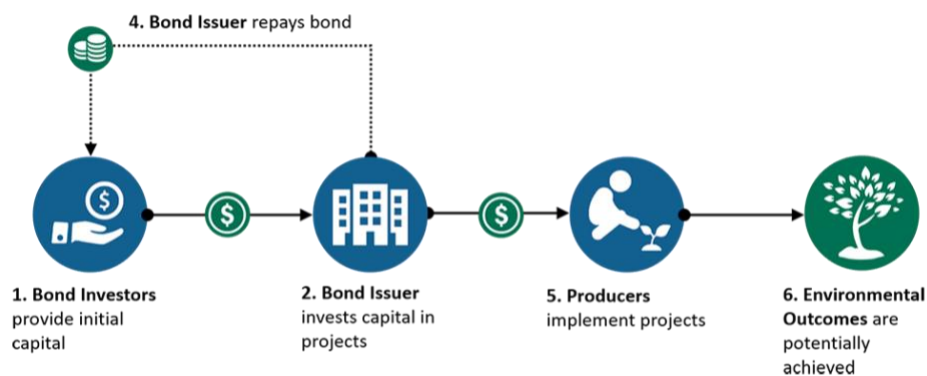 4. Bond Issuer repays bond
$
$
$
1. Bond Investors
provide initial
capital
2. Bond Issuer
invests capital in
projects
5. Producers
implement projects
6. Environmental
Outcomes are
potentially
achieved